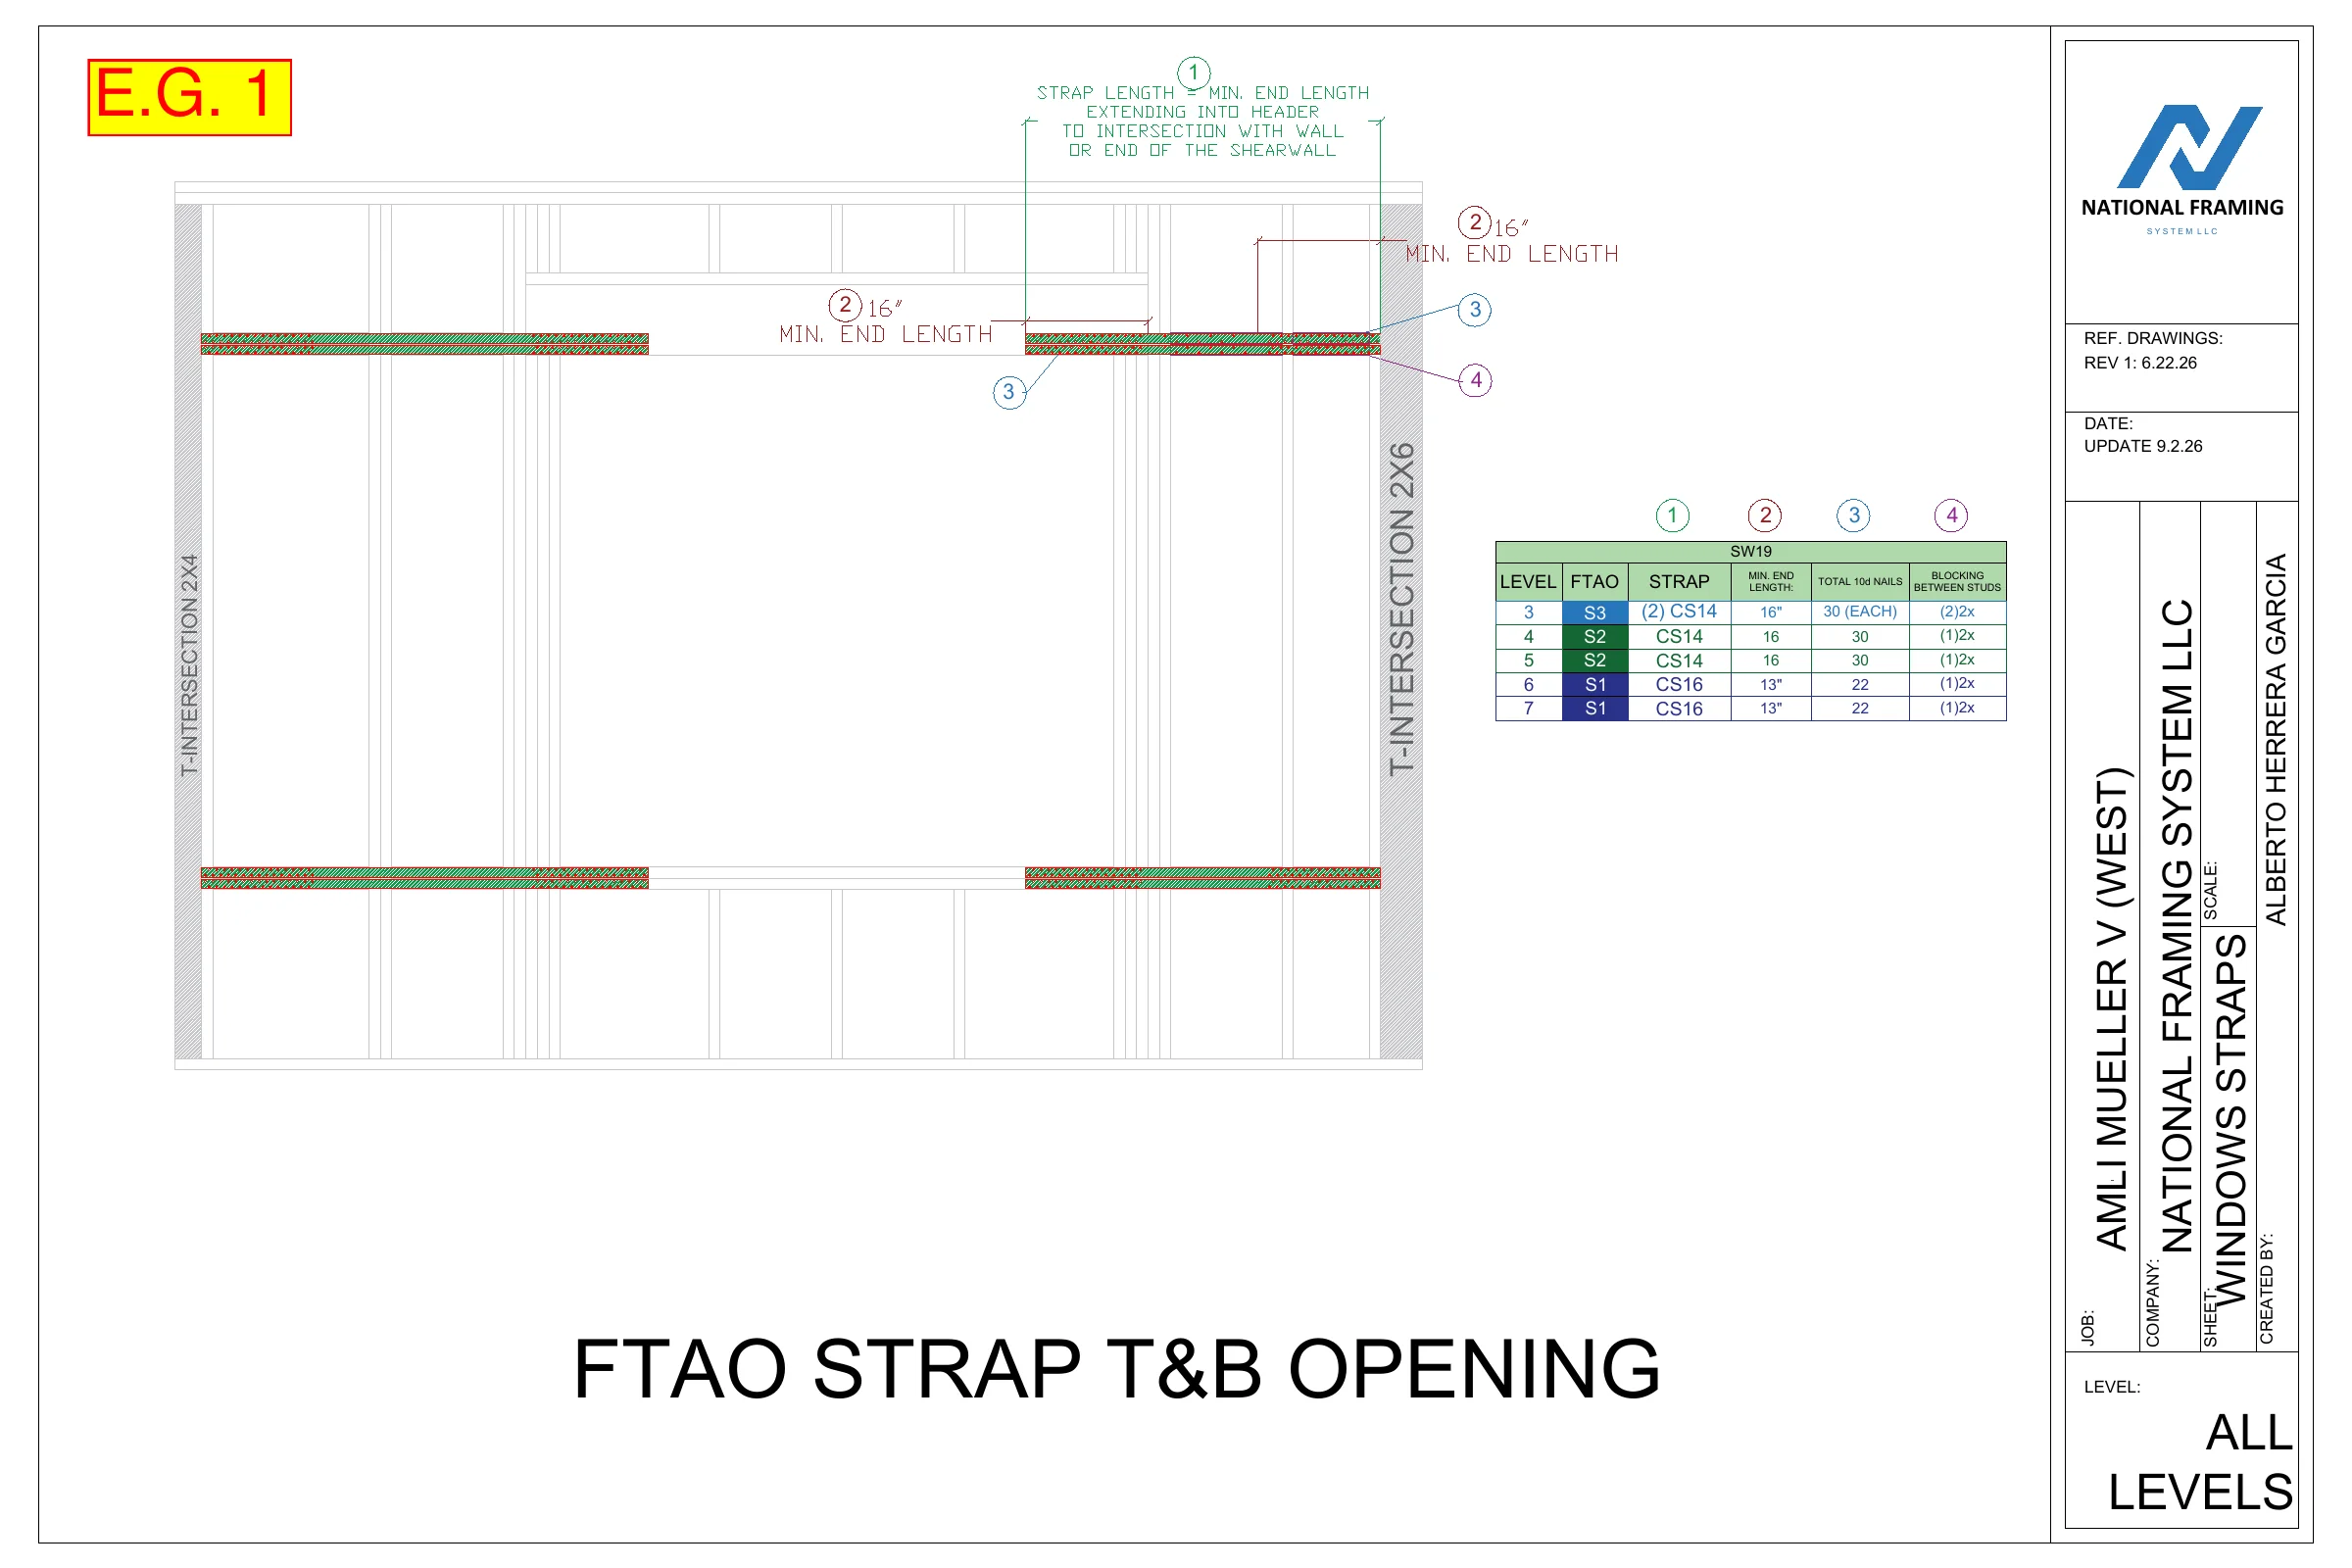 E.G. 1
1
STRAP LENGTH = MIN. END LENGTH
EXTENDING INTO HEADER
TO INTERSECTION WITH WALL
OR END OF THE SHEARWALL
2 16"
MIN. END LENGTH
2 16"
MIN. END LENGTH
3
3
4
T-INTERSECTION 2X4
T-INTERSECTION 2X6
1 2 3 4
SW19
LEVEL FTAO STRAP MIN. END LENGTH: TOTAL 10d NAILS BLOCKING BETWEEN STUDS
3 S3 (2) CS14 16" 30 (EACH) (2)2x
4 S2 CS14 16 30 (1)2x
5 S2 CS14 16 30 (1)2x
6 S1 CS16 13" 22 (1)2x
7 S1 CS16 13" 22 (1)2x
FTAO STRAP T&B OPENING
NATIONAL FRAMING
SYSTEM LLC
REF. DRAWINGS:
REV 1: 6.22.26
DATE:
UPDATE 9.2.26
JOB:
AMLI MUELLER V (WEST)
COMPANY:
NATIONAL FRAMING SYSTEM LLC
SHEET:
WINDOWS STRAPS
SCALE:
CREATED BY:
ALBERTO HERRERA GARCIA
LEVEL:
ALL
LEVELS